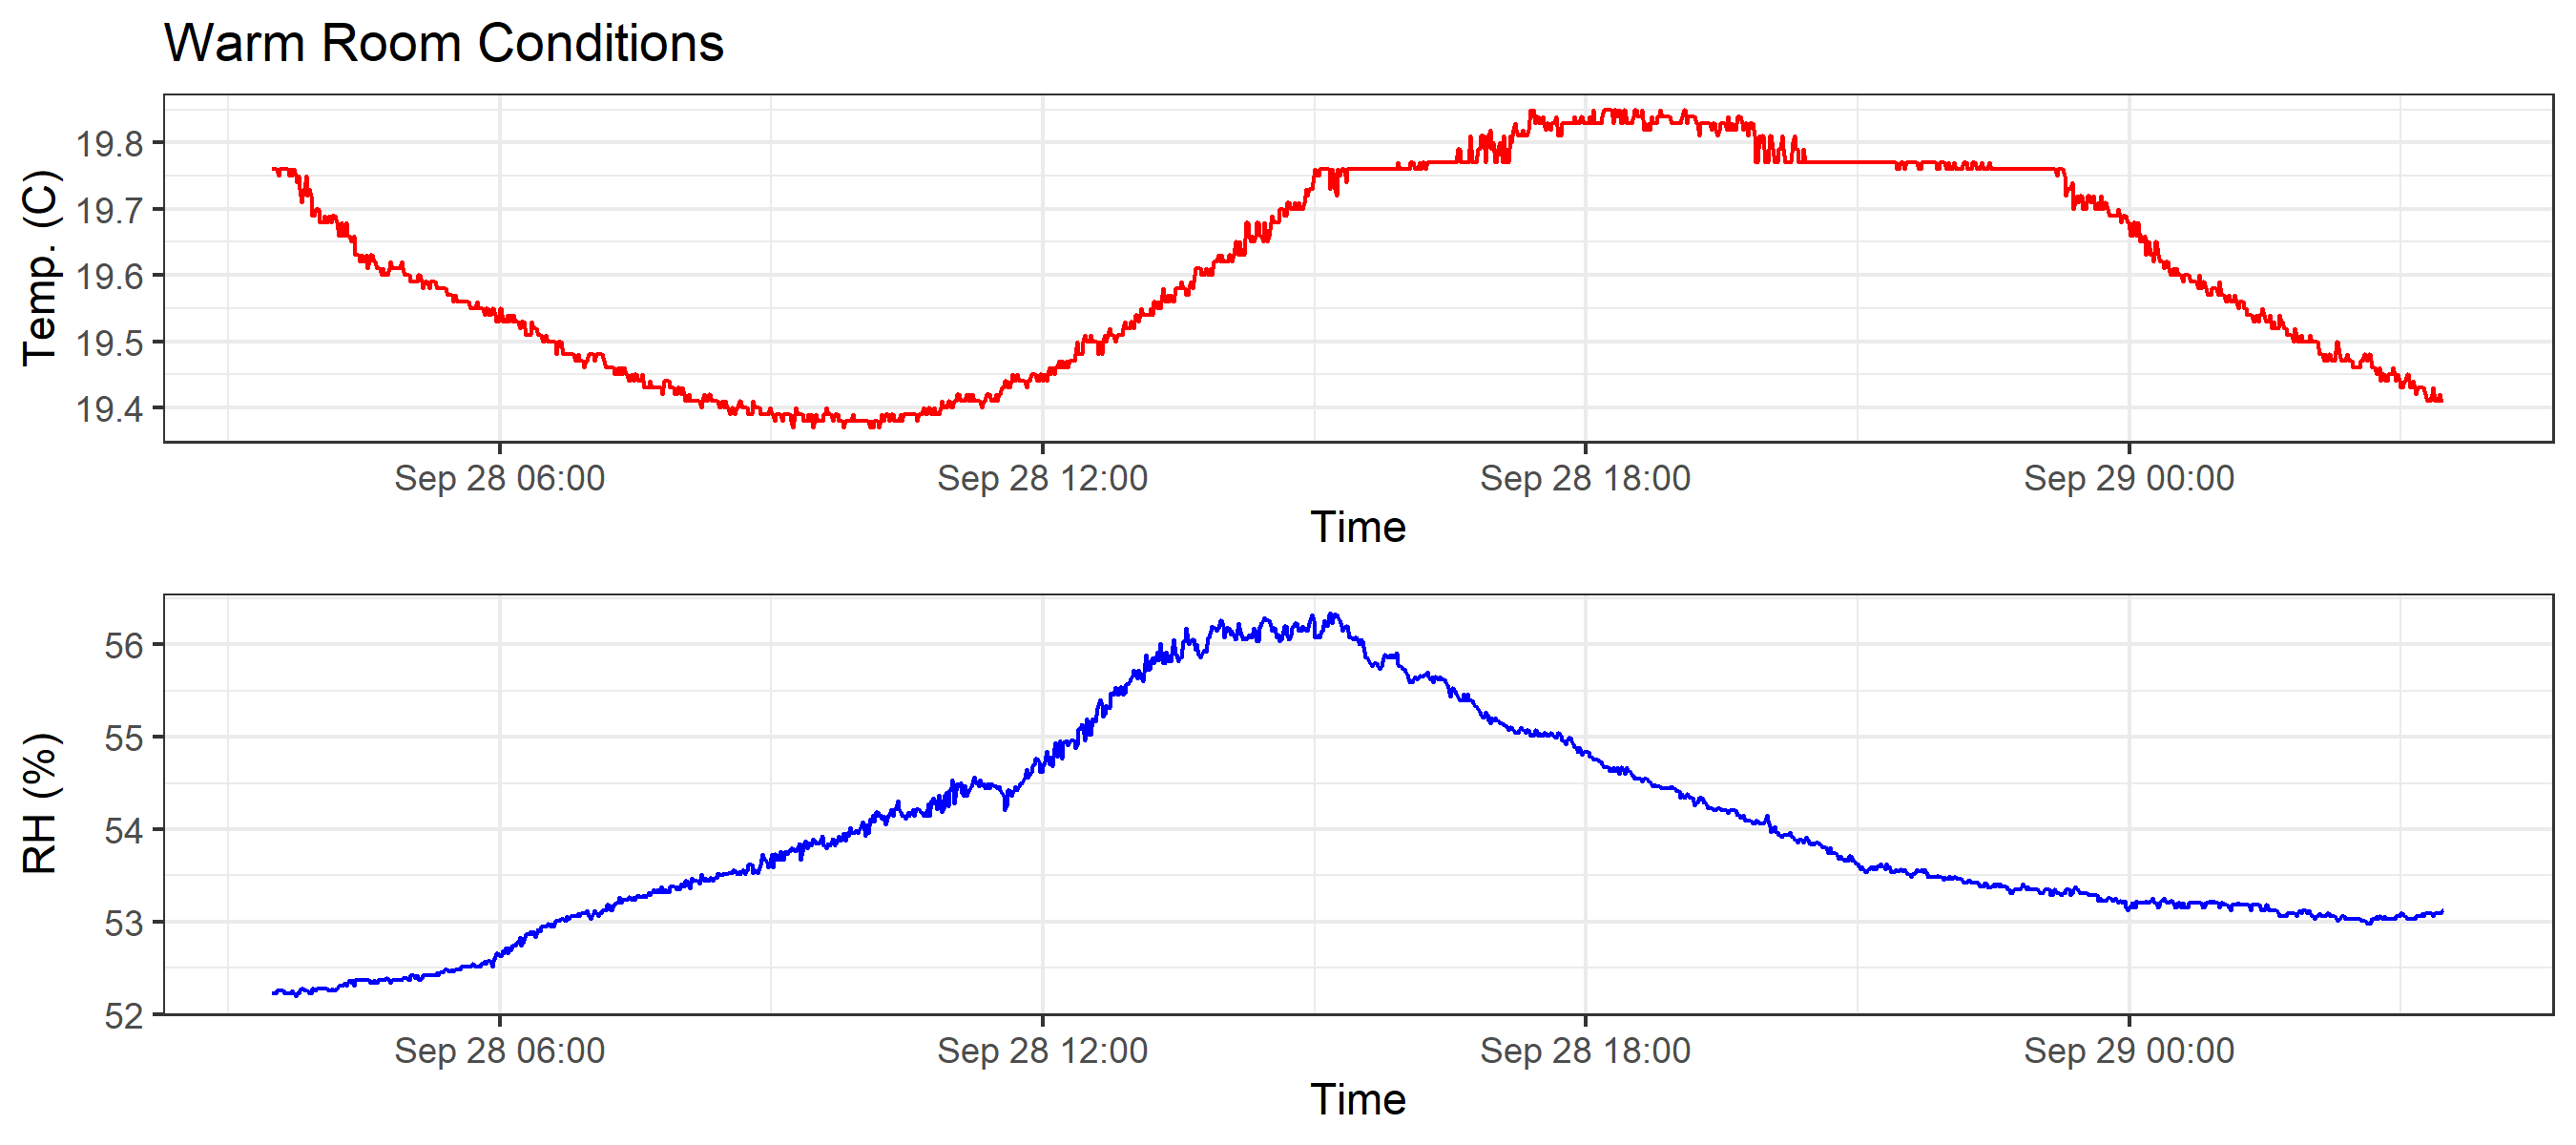 Warm Room Conditions
Temp. (C)
19.8
19.7
19.6
19.5
19.4
Sep 28 06:00 Sep 28 12:00 Sep 28 18:00 Sep 29 00:00
Time
RH (%)
56
55
54
53
52
Sep 28 06:00 Sep 28 12:00 Sep 28 18:00 Sep 29 00:00
Time